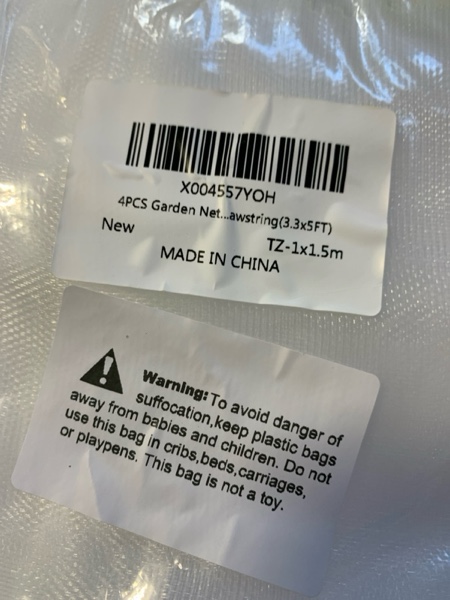 X004557YOH
4PCS Garden Net...awstring(3.3x5FT)
New
TZ-1x1.5m
MADE IN CHINA
Warning:To avoid danger of
suffocation,keep plastic bags
away from babies and children. Do not
use this bag in cribs,beds,carriages,
or playpens. This bag is not a toy.